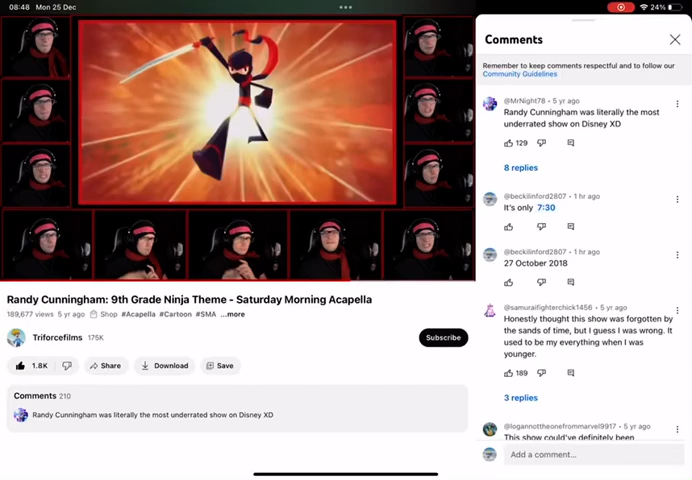 08:48 Mon 25 Dec
24%
Comments
Remember to keep comments respectful and to follow our
Community Guidelines
@MrNight78 • 5 yr ago
Randy Cunningham was literally the most
underrated show on Disney XD
129
8 replies
@beckilinford2807 • 1 hr ago
It's only 7:30
@beckilinford2807 • 1 hr ago
27 October 2018
@samuraifighterchick1456 • 5 yr ago
Honestly thought this show was forgotten by
the sands of time, but I guess I was wrong. It
used to be my everything when I was
younger.
189
3 replies
@logannottheonefrommarvel9917 • 5 yr ago
This show could've definitely been
Add a comment...
Randy Cunningham: 9th Grade Ninja Theme - Saturday Morning Acapella
189,677 views 5 yr ago Shop #Acapella #Cartoon #SMA ...more
Triforcefilms 175K
Subscribe
1.8K Share Download Save
Comments 210
Randy Cunningham was literally the most underrated show on Disney XD